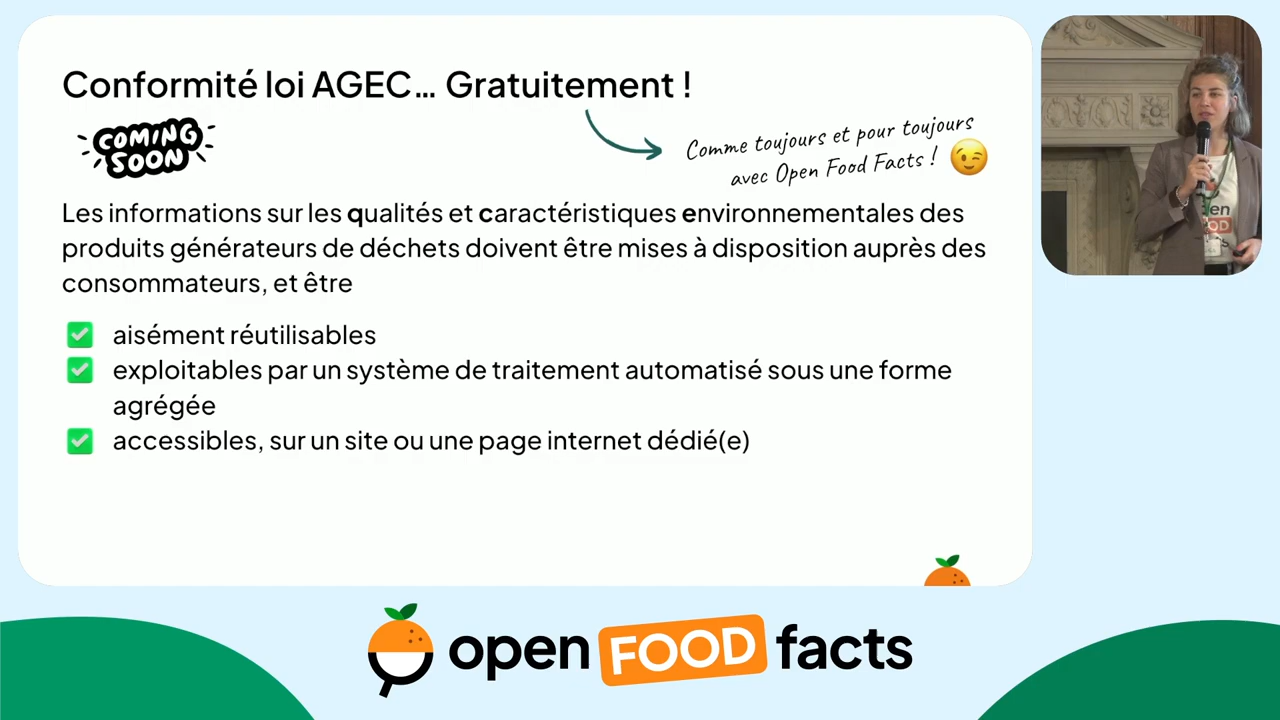 Conformité loi AGEC... Gratuitement !
COMING
SOON
Comme toujours et pour toujours
avec Open Food Facts !
Les informations sur les qualités et caractéristiques environnementales des
produits générateurs de déchets doivent être mises à disposition auprès des
consommateurs, et être
aisément réutilisables
exploitables par un système de traitement automatisé sous une forme
agrégée
accessibles, sur un site ou une page internet dédié(e)
open FOOD facts